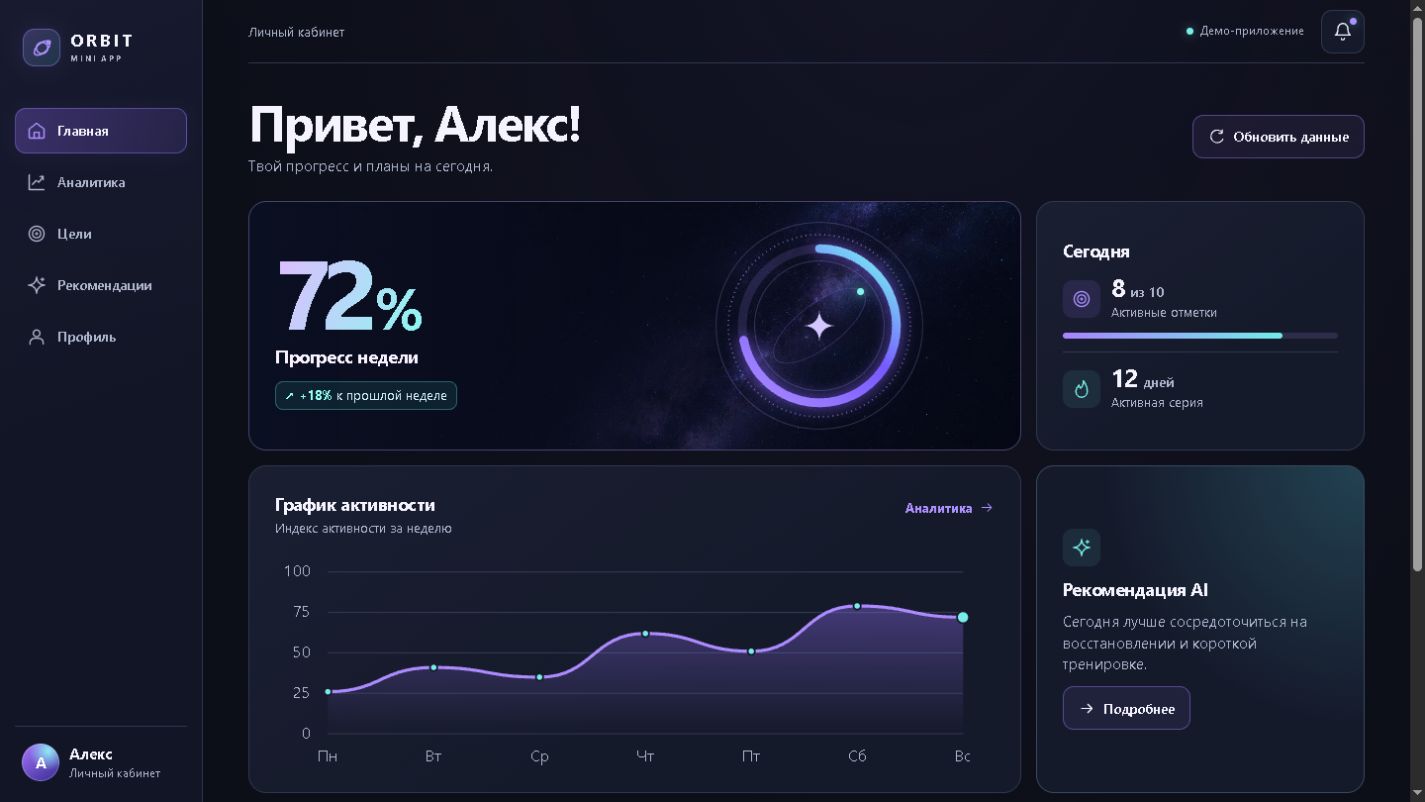 ORBIT
MINI APP
Главная
Аналитика
Цели
Рекомендации
Профиль
А
Алекс
Личный кабинет
Личный кабинет
Демо-приложение
Привет, Алекс!
Твой прогресс и планы на сегодня.
Обновить данные
72%
Прогресс недели
+18% к прошлой неделе
Сегодня
8 из 10
Активные отметки
12 дней
Активная серия
График активности
Индекс активности за неделю
Аналитика
100
75
50
25
0
Пн Вт Ср Чт Пт Сб Вс
Рекомендация AI
Сегодня лучше сосредоточиться на
восстановлении и короткой
тренировке.
Подробнее